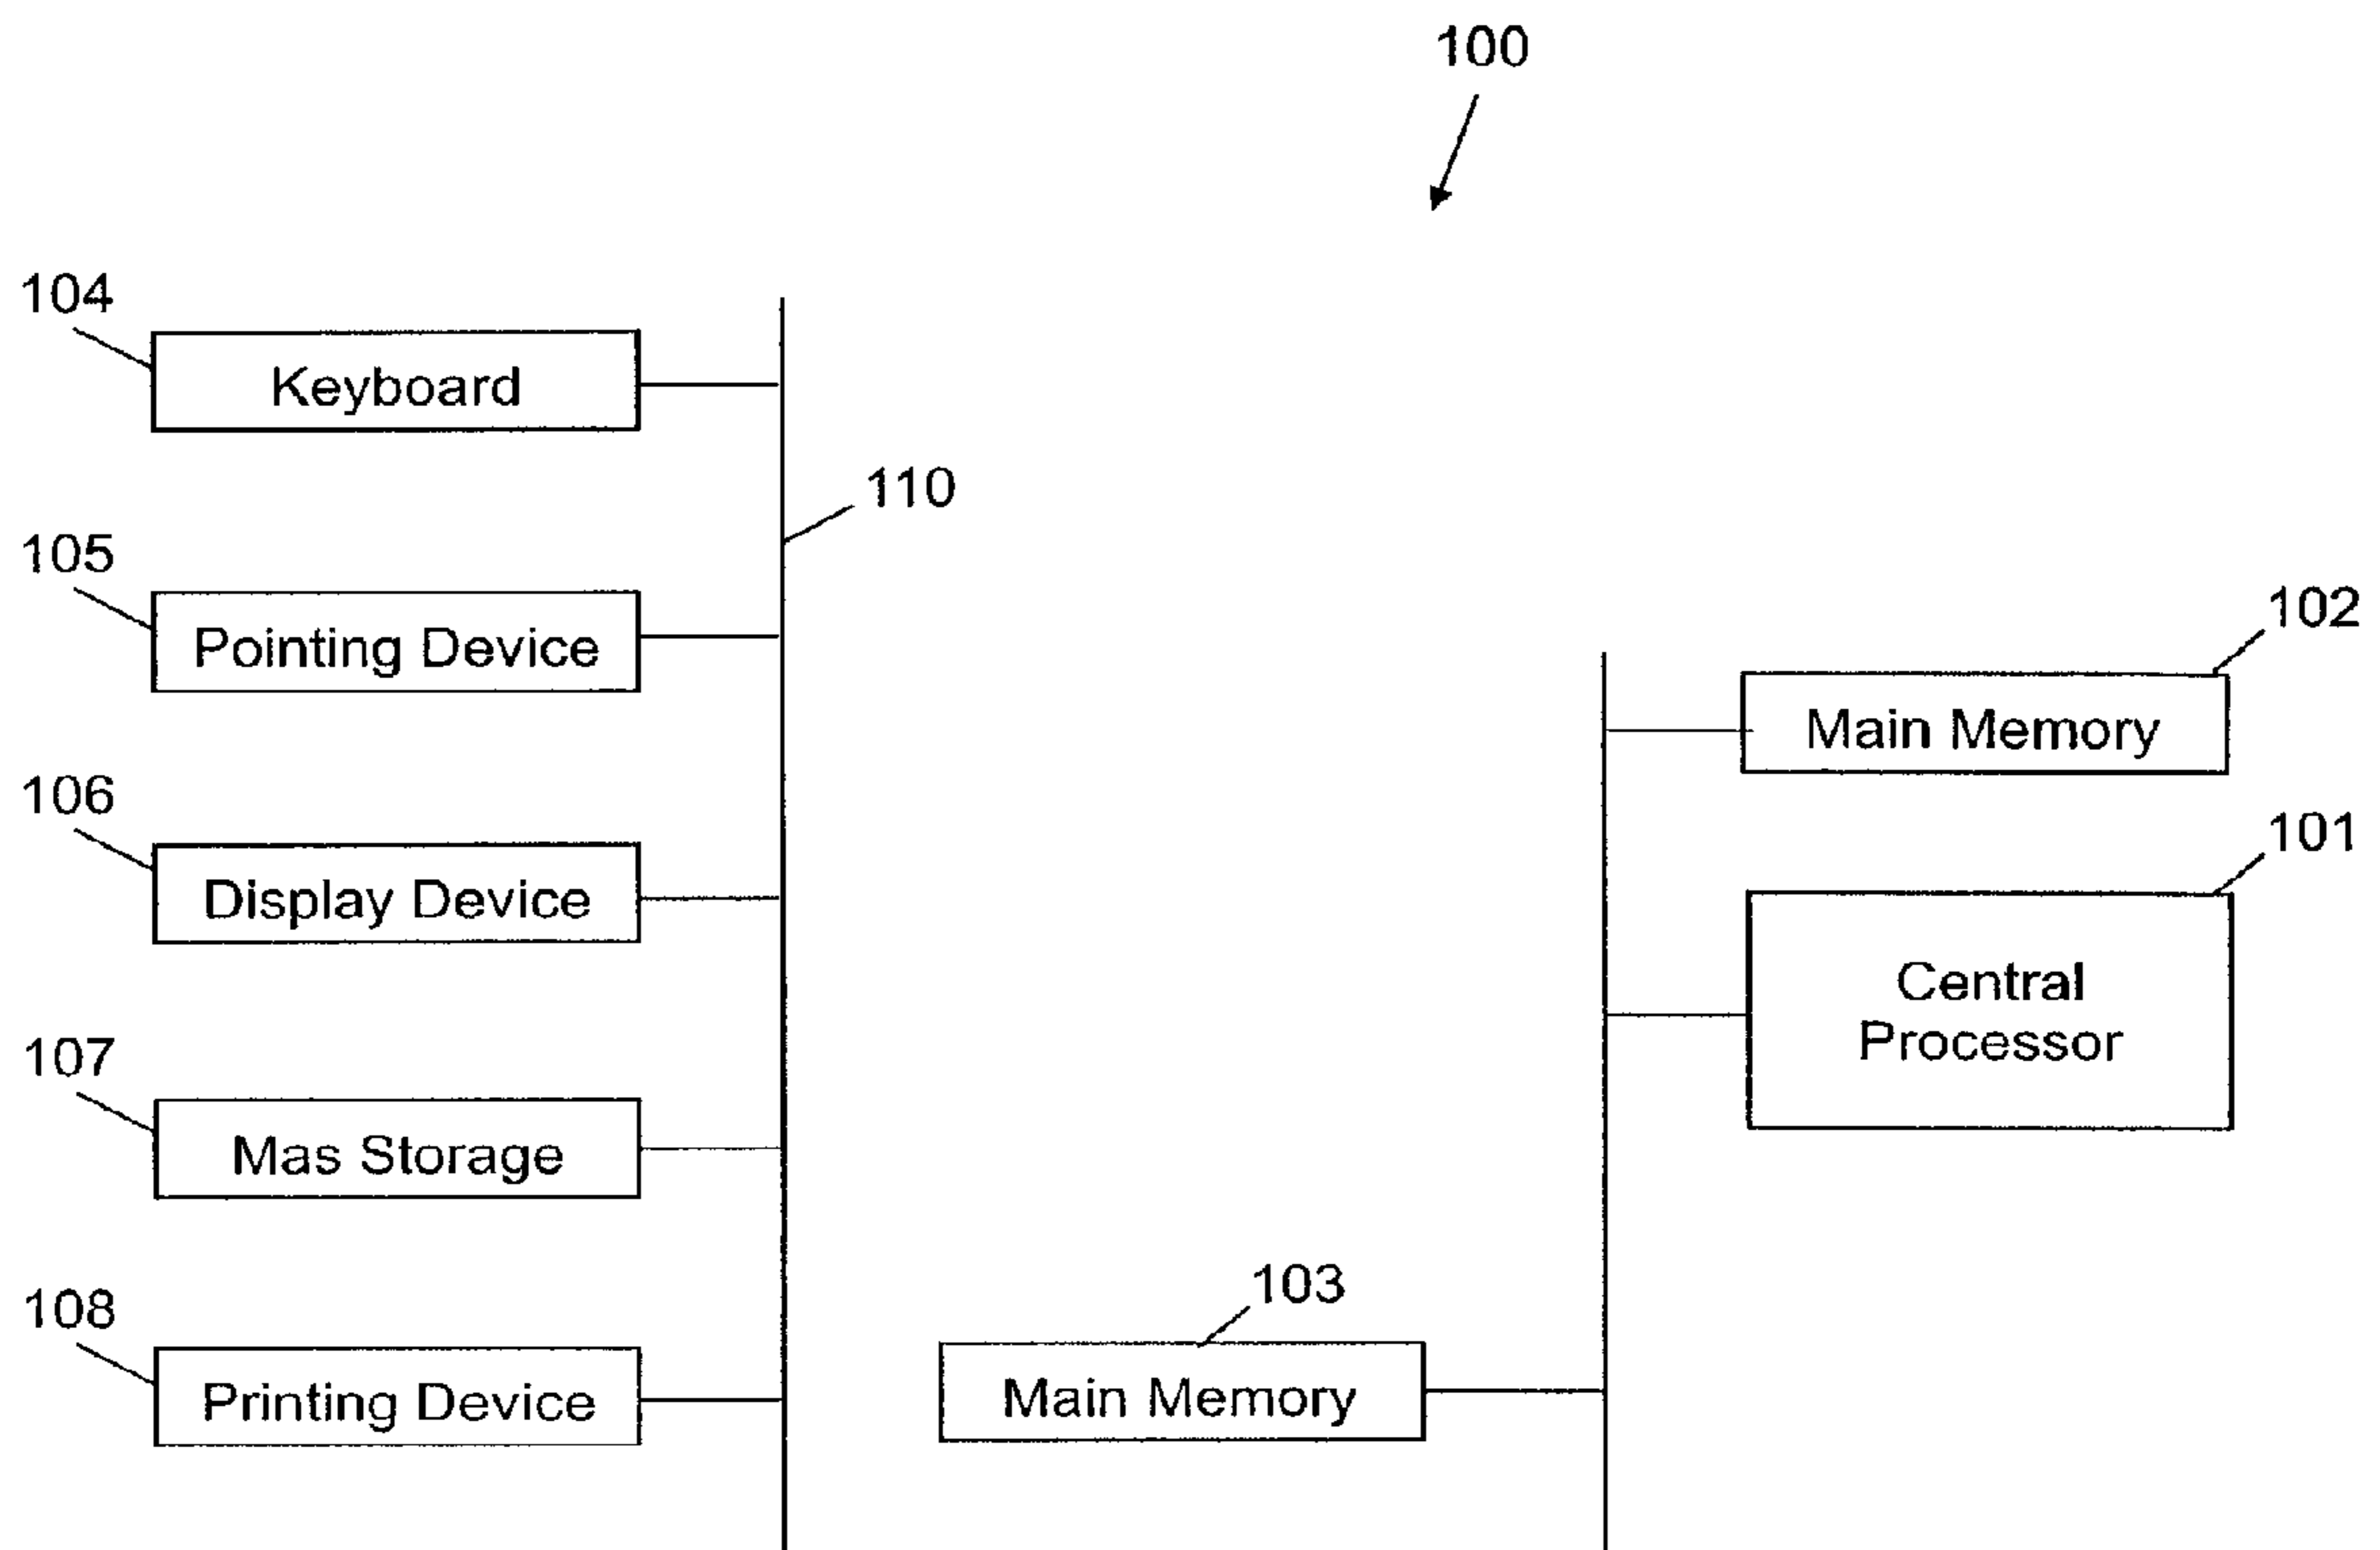 100
104
Keyboard
110
105
Pointing Device
102
Main Memory
106
Display Device
101
Central
Processor
107
Mas Storage
103
108
Main Memory
Printing Device